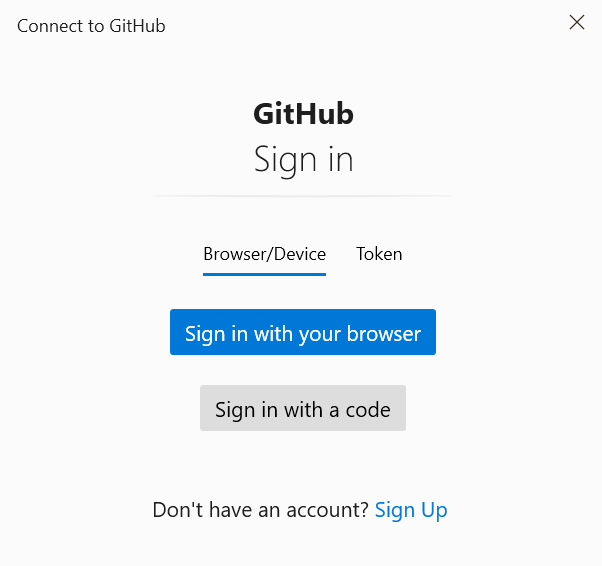 Connect to GitHub
GitHub
Sign in
Browser/Device Token
Sign in with your browser
Sign in with a code
Don't have an account? Sign Up